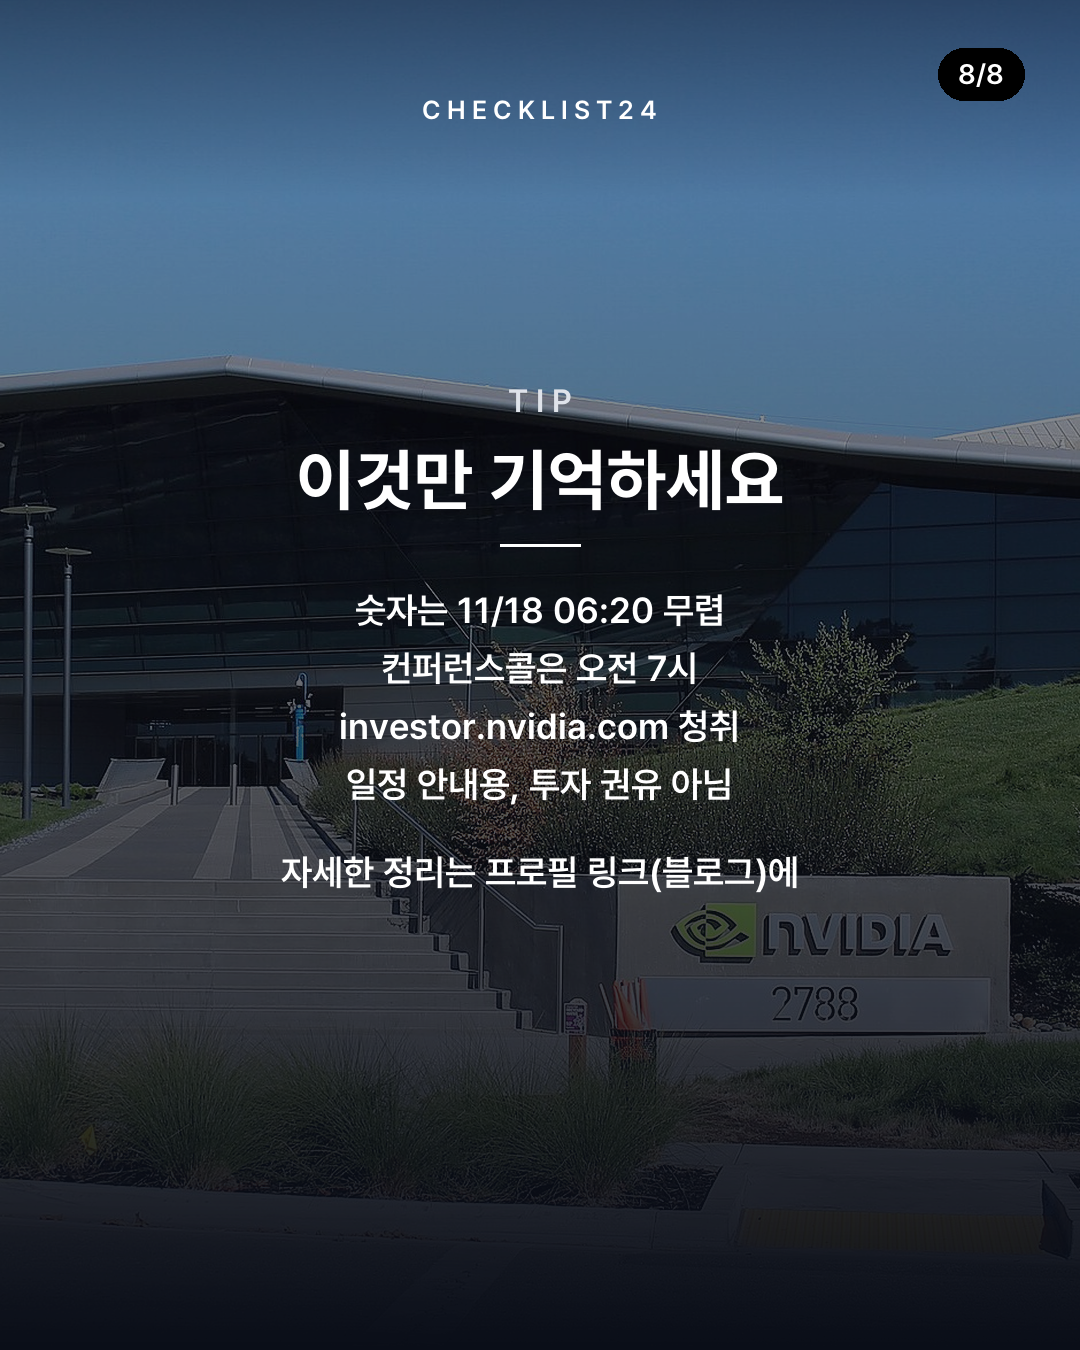 8/8
CHECKLIST24
TIP
이것만 기억하세요
숫자는 11/18 06:20 무렵
컨퍼런스콜은 오전 7시
investor.nvidia.com 청취
일정 안내용, 투자 권유 아님
자세한 정리는 프로필 링크(블로그)에
NVIDIA
2788